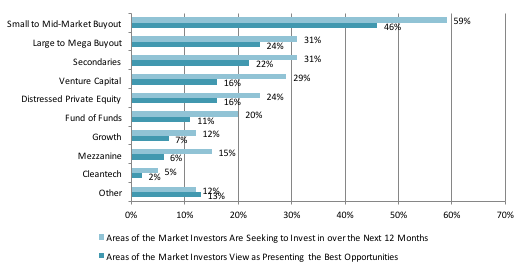 Small to Mid-Market Buyout 59%
46%
Large to Mega Buyout 31%
24%
Secondaries 31%
22%
Venture Capital 29%
16%
Distressed Private Equity 24%
16%
Fund of Funds 20%
11%
Growth 12%
7%
Mezzanine 15%
6%
Cleantech 5%
2%
Other 12%
13%
0% 10% 20% 30% 40% 50% 60% 70%
Areas of the Market Investors Are Seeking to Invest in over the Next 12 Months
Areas of the Market Investors View as Presenting the Best Opportunities